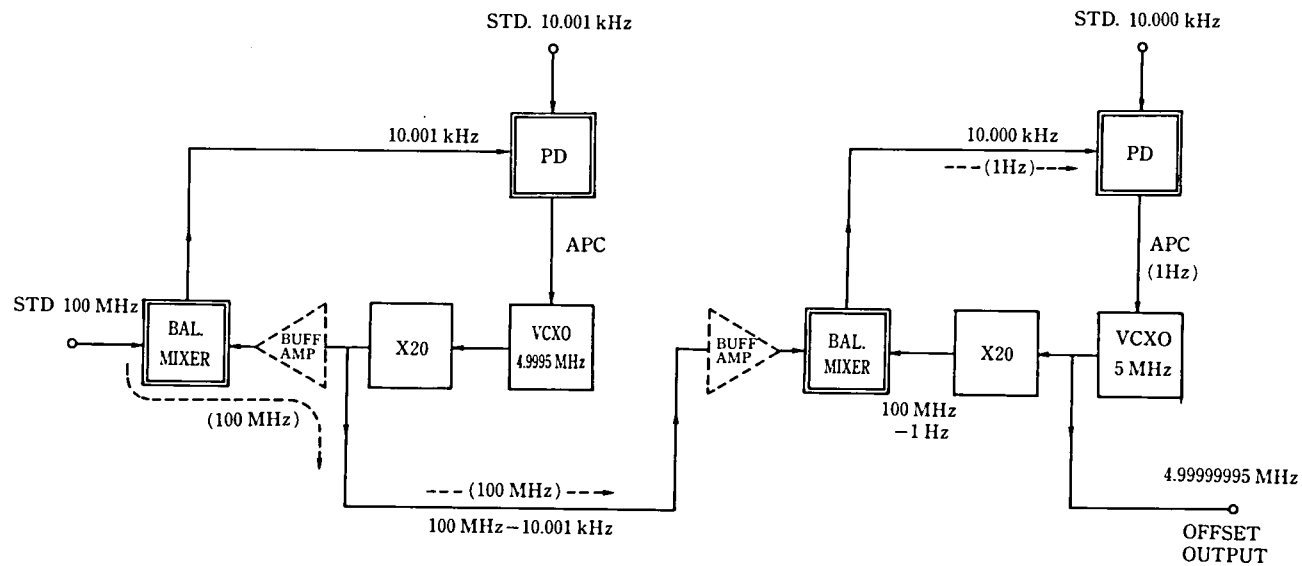 STD. 10.001 kHz
STD. 10.000 kHz
10.001 kHz
PD
10.000 kHz
(1Hz)
PD
APC
APC
(1Hz)
STD 100 MHz
BAL.
MIXER
BUFF
AMP
X20
VCXO
4.9995 MHz
BUFF
AMP
BAL.
MIXER
X20
VCXO
5 MHz
(100 MHz)
100 MHz
−1 Hz
(100 MHz)
100 MHz−10.001 kHz
4.99999995 MHz
OFFSET
OUTPUT